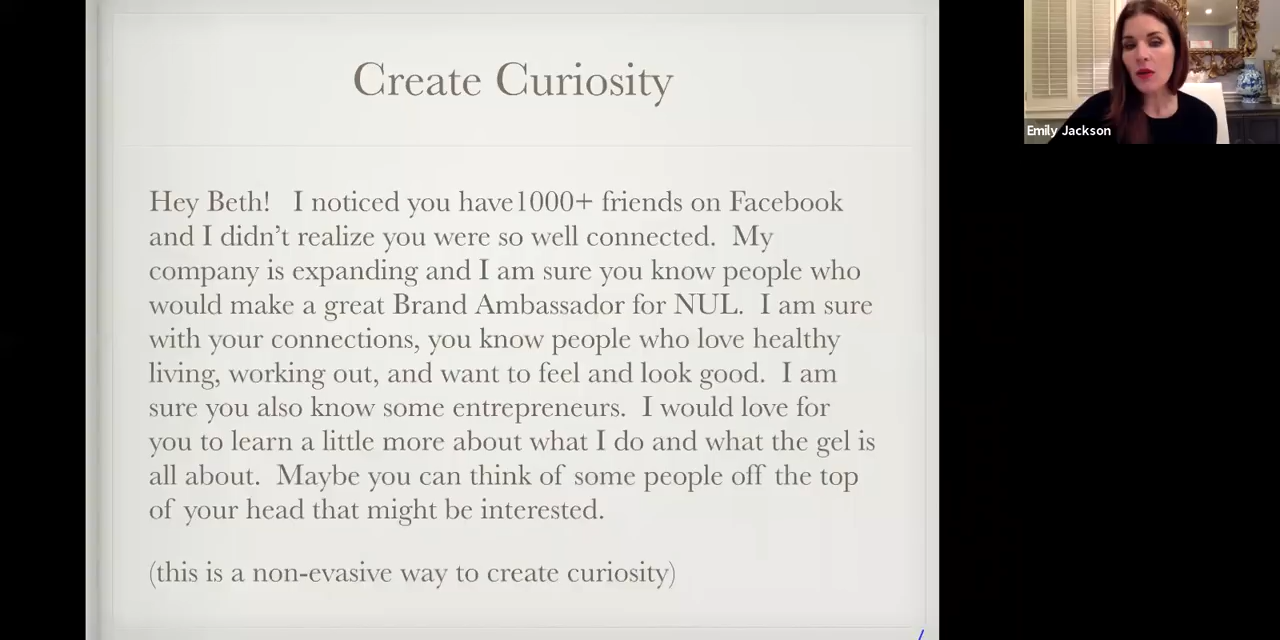 Create Curiosity
Emily Jackson
Hey Beth!   I noticed you have1000+ friends on Facebook
and I didn’t realize you were so well connected.  My
company is expanding and I am sure you know people who
would make a great Brand Ambassador for NUL.  I am sure
with your connections, you know people who love healthy
living, working out, and want to feel and look good.  I am
sure you also know some entrepreneurs.  I would love for
you to learn a little more about what I do and what the gel is
all about.  Maybe you can think of some people off the top
of your head that might be interested.
(this is a non-evasive way to create curiosity)